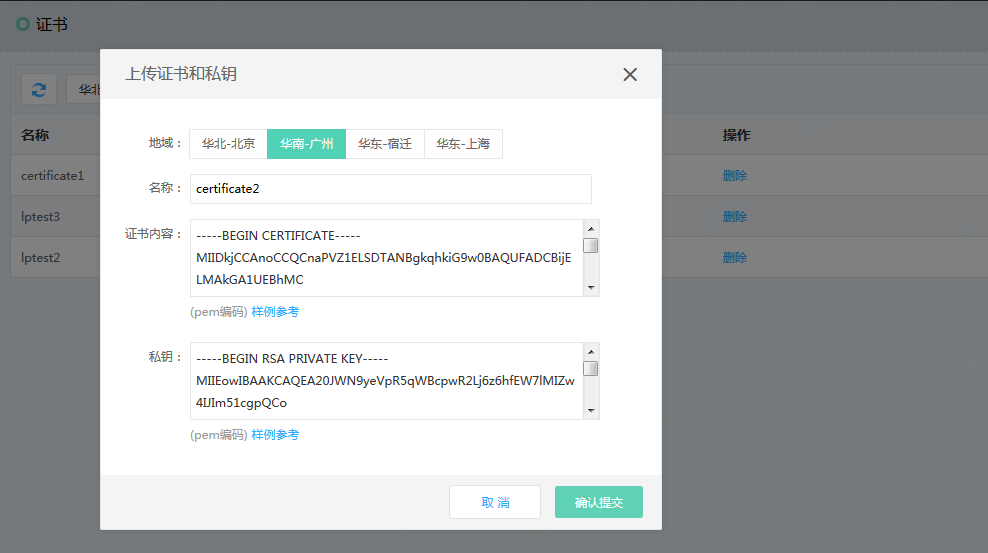 证书
上传证书和私钥
华北
名称
操作
地域：
华北-北京
华南-广州
华东-宿迁
华东-上海
certificate1
删除
名称：
certificate2
lptest3
删除
证书内容：
-----BEGIN CERTIFICATE-----
MIIDkjCCAnoCCQCnaPVZ1ELSDTANBgkqhkiG9w0BAQUFADCBijE
LMAkGA1UEBhMC
lptest2
删除
(pem编码) 样例参考
私钥：
-----BEGIN RSA PRIVATE KEY-----
MIIEowIBAAKCAQEA20JWN9yeVpR5qWBcpwR2Lj6z6hfEW7lMIZw
4IJIm51cgpQCo
(pem编码) 样例参考
取 消
确认提交